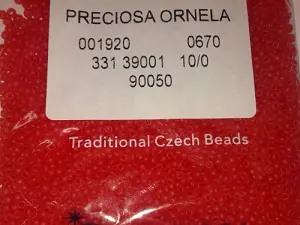 PRECIOSA ORNELA
001920 0670
331 39001 10/0
90050
Traditional Czech Beads